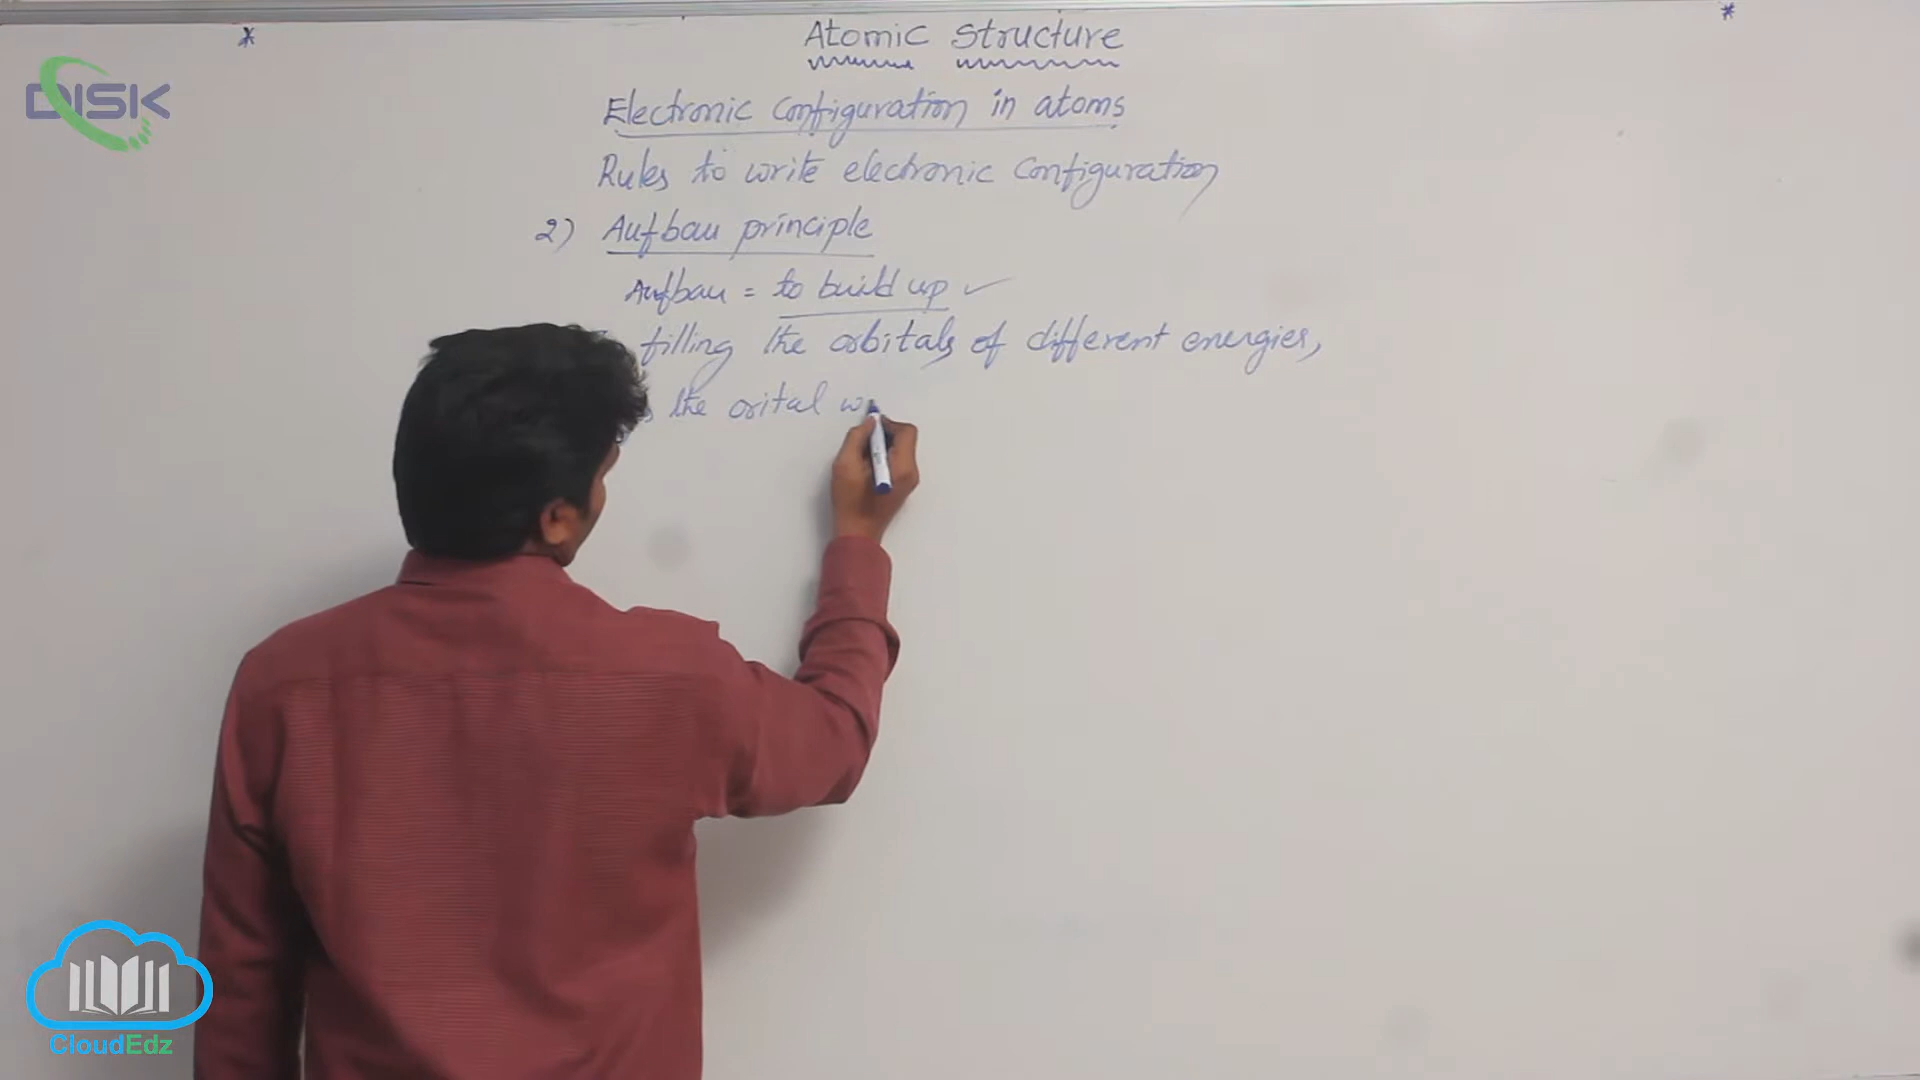 * Atomic Structure *
DISK
Electronic Configuration in atoms
Rules to write electronic Configuration
2) Aufbau principle
Aufbau = to build up ✓
filling the orbitals of different energies,
the orital
CloudEdz